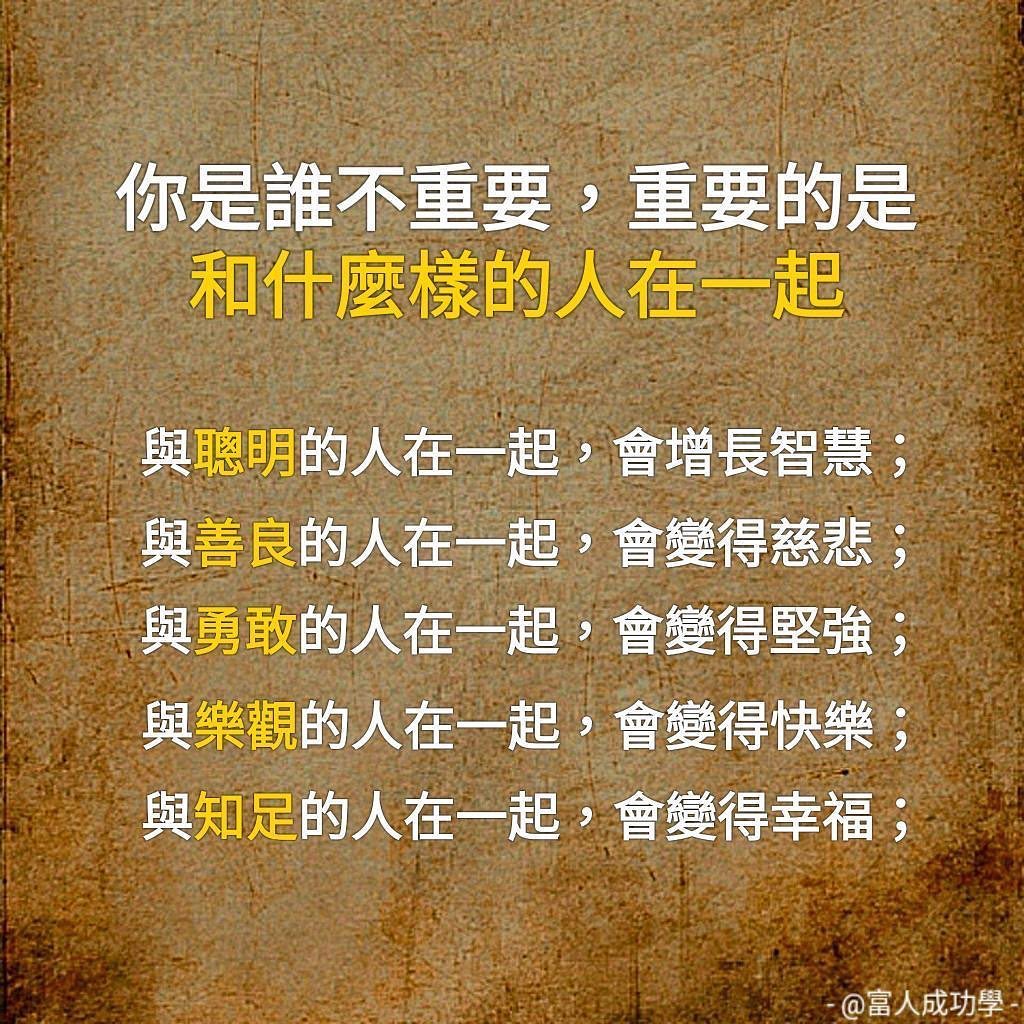 你是誰不重要，重要的是
和什麼樣的人在一起
與聰明的人在一起，會增長智慧；
與善良的人在一起，會變得慈悲；
與勇敢的人在一起，會變得堅強；
與樂觀的人在一起，會變得快樂；
與知足的人在一起，會變得幸福；
- @富人成功學 -